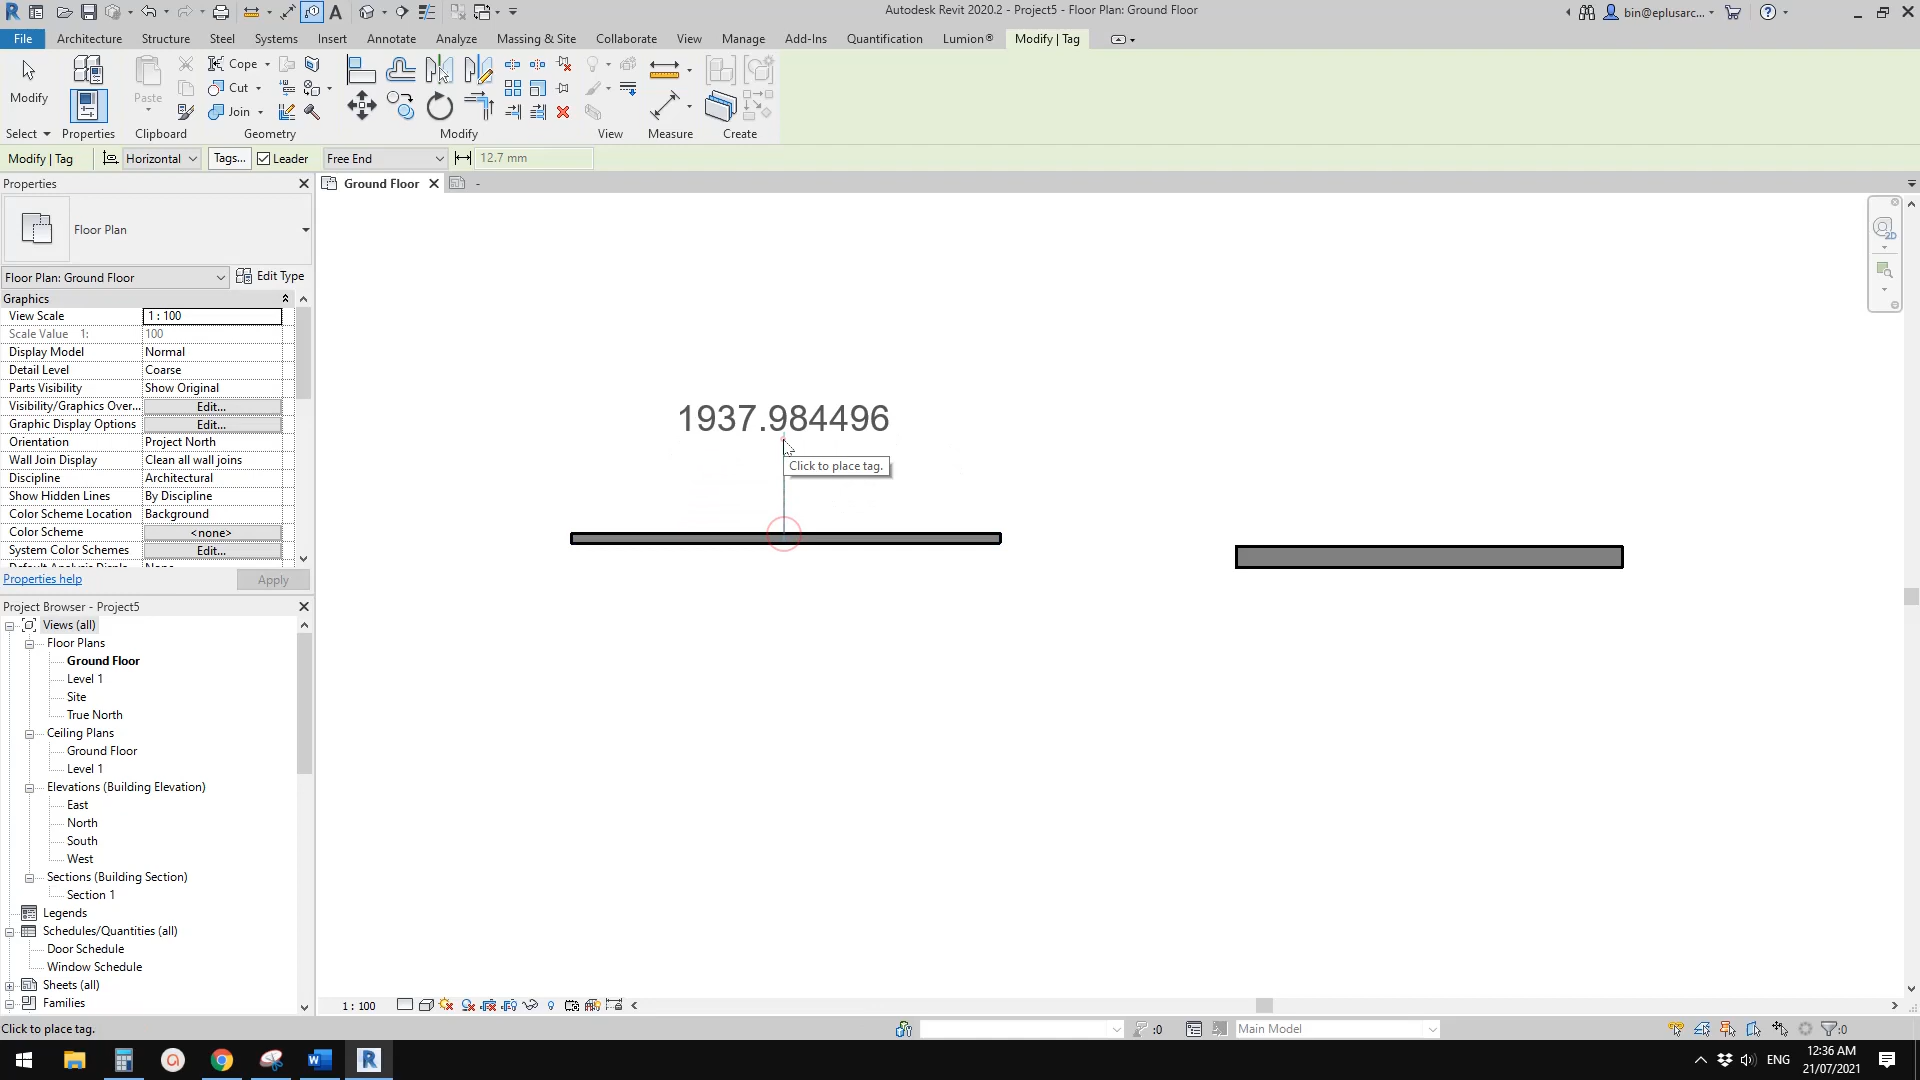 Autodesk Revit 2020.2 - Project5 - Floor Plan: Ground Floor
bin@eplusarc...
File Architecture Structure Steel Systems Insert Annotate Analyze Massing & Site Collaborate View Manage Add-Ins Quantification Lumion® Modify | Tag
Modify
Paste
Cope
Cut
Join
Select Properties Clipboard Geometry Modify View Measure Create
Modify | Tag Horizontal Tags... Leader Free End 12.7 mm
Properties
Ground Floor
-
Floor Plan
Floor Plan: Ground Floor Edit Type
Graphics
View Scale 1 : 100
Scale Value 1: 100
Display Model Normal
Detail Level Coarse
Parts Visibility Show Original
Visibility/Graphics Over... Edit...
Graphic Display Options Edit...
Orientation Project North
Wall Join Display Clean all wall joins
Discipline Architectural
Show Hidden Lines By Discipline
Color Scheme Location Background
Color Scheme <none>
System Color Schemes Edit...
Properties help Apply
1937.984496
Click to place tag.
2D
Project Browser - Project5
Views (all)
Floor Plans
Ground Floor
Level 1
Site
True North
Ceiling Plans
Ground Floor
Level 1
Elevations (Building Elevation)
East
North
South
West
Sections (Building Section)
Section 1
Legends
Schedules/Quantities (all)
Door Schedule
Window Schedule
Sheets (all)
Families
1 : 100
Click to place tag.
:0
Main Model
:0
ENG
12:36 AM
21/07/2021